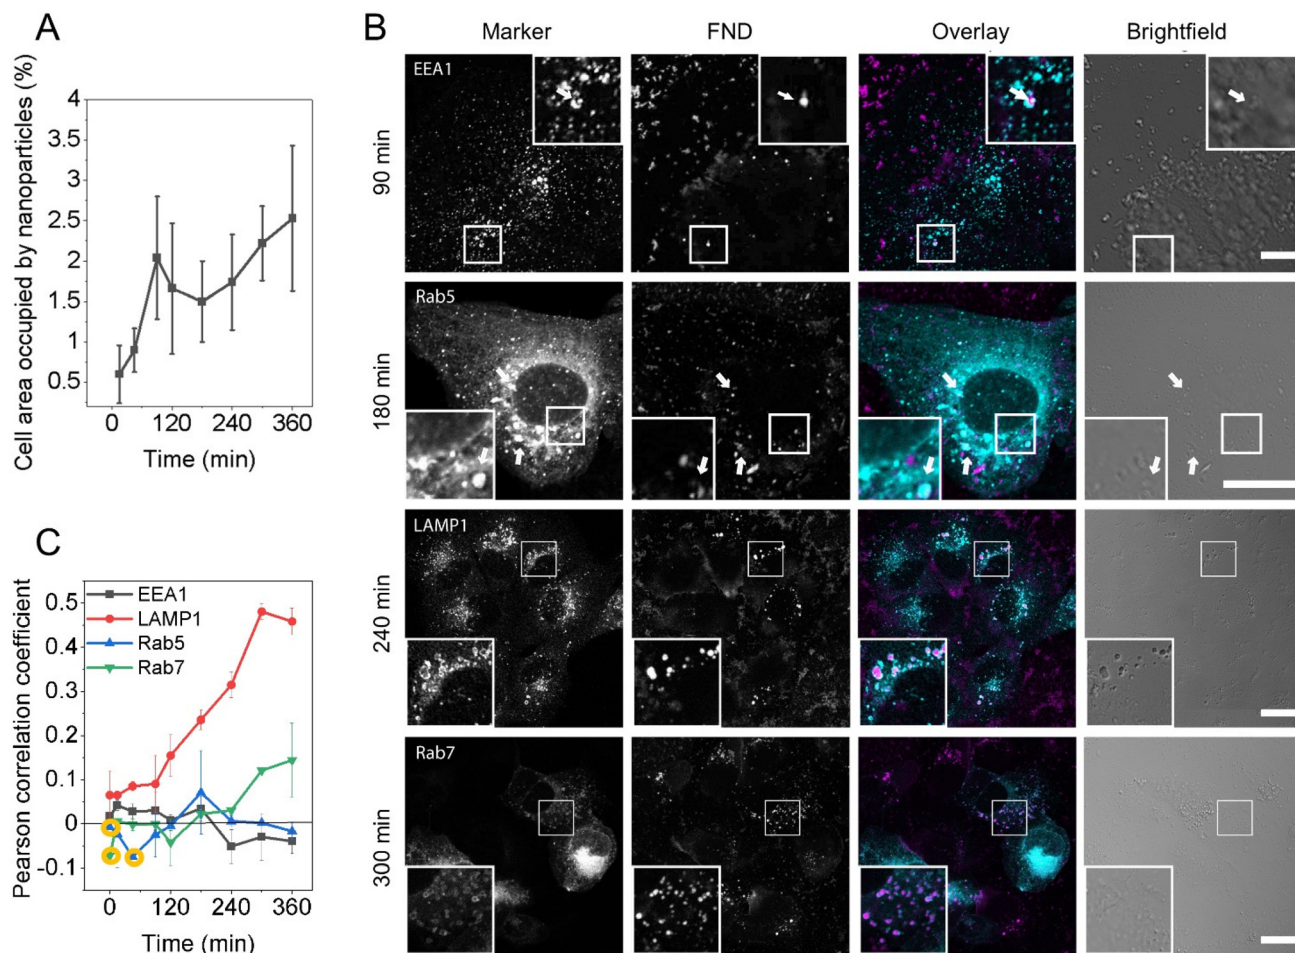 A
Cell area occupied by nanoparticles (%)
4
3.5
3
2.5
2
1.5
1
0.5
0 120 240 360
Time (min)
B
Marker FND Overlay Brightfield
90 min
EEA1
180 min
Rab5
240 min
LAMP1
300 min
Rab7
C
Pearson correlation coefficient
EEA1
LAMP1
Rab5
Rab7
0.5
0.4
0.3
0.2
0.1
0
-0.1
0 120 240 360
Time (min)